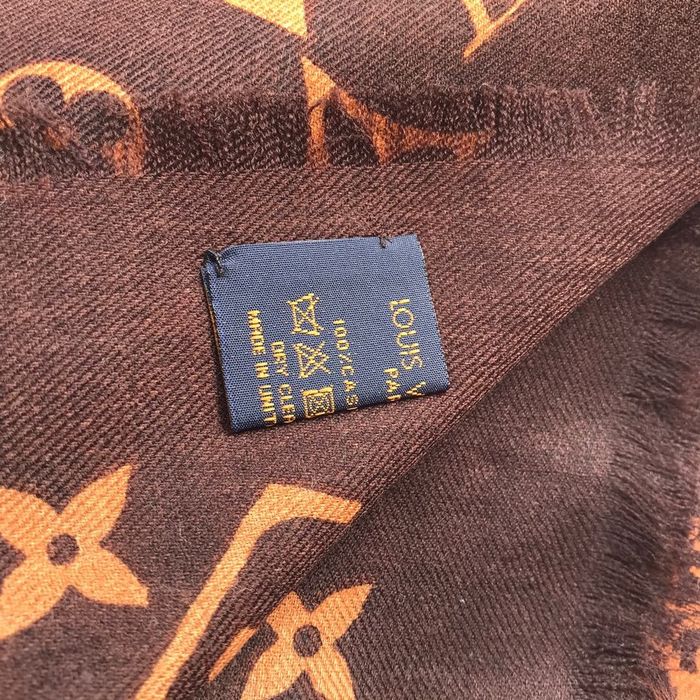 LOUIS V
PAR
100%CAS
DRY CLEA
MADE IN UNIT